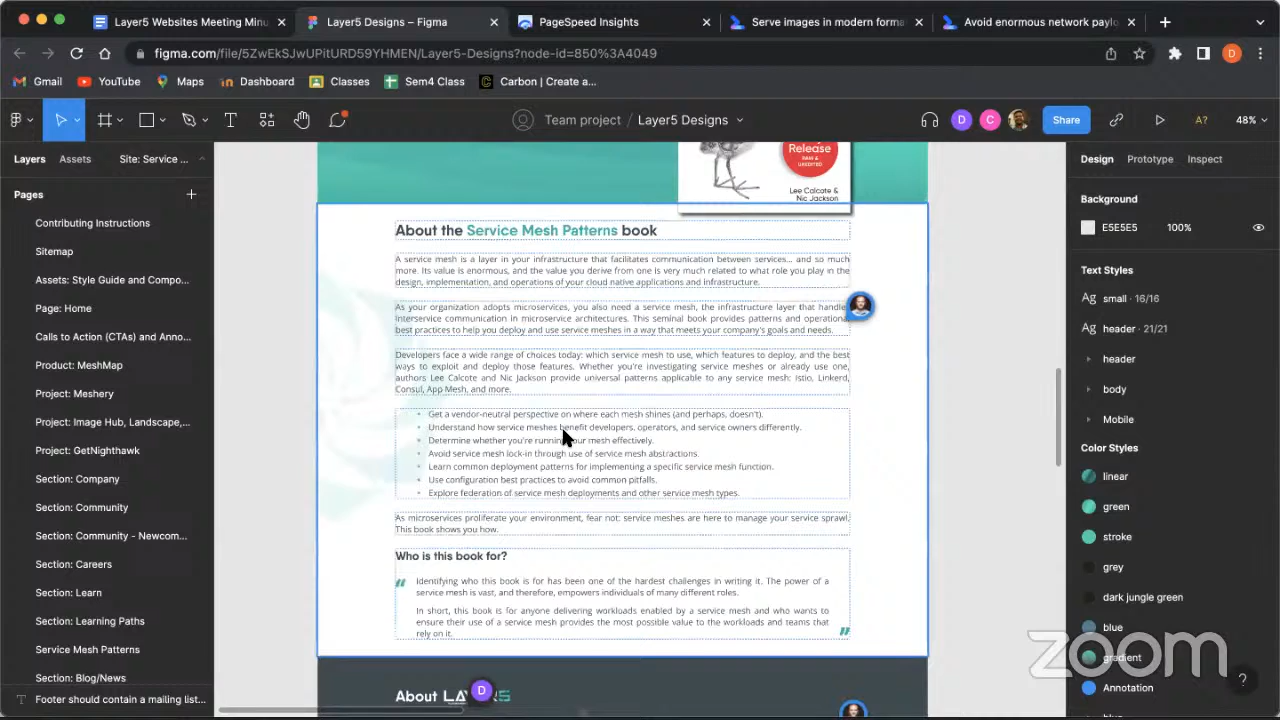 Layer5 Websites Meeting Minu
Layer5 Designs – Figma
PageSpeed Insights
Serve images in modern forma
Avoid enormous network paylo
figma.com/file/5ZwEkSJwUPitURD59YHMEN/Layer5-Designs?node-id=850%3A4049
D
Gmail
YouTube
Maps
Dashboard
Classes
Sem4 Class
Carbon | Create a...
Team project / Layer5 Designs
D
C
Share
A?
48%
Layers
Assets
Site: Service ...
Pages
Contributing Instructions
Sitemap
Assets: Style Guide and Compo...
Page: Home
Calls to Action (CTAs) and Anno...
Product: MeshMap
Project: Meshery
Project: Image Hub, Landscape,...
Project: GetNighthawk
Section: Company
Section: Community
Section: Community - Newcom...
Section: Careers
Section: Learn
Section: Learning Paths
Service Mesh Patterns
Section: Blog/News
Footer should contain a mailing list...
Release
RAW &
UNEDITED
Lee Calcote &
Nic Jackson
About the Service Mesh Patterns book
A service mesh is a layer in your infrastructure that facilitates communication between services... and so much
more. Its value is enormous, and the value you derive from one is very much related to what role you play in the
design, implementation, and operations of your cloud native applications and infrastructure.
As your organization adopts microservices, you also need a service mesh, the infrastructure layer that handle
interservice communication in microservice architectures. This seminal book provides patterns and operational
best practices to help you deploy and use service meshes in a way that meets your company's goals and needs.
Developers face a wide range of choices today: which service mesh to use, which features to deploy, and the best
ways to exploit and deploy those features. Whether you're investigating service meshes or already use one,
authors Lee Calcote and Nic Jackson provide universal patterns applicable to any service mesh: Istio, Linkerd,
Consul, App Mesh, and more.
• Get a vendor-neutral perspective on where each mesh shines (and perhaps, doesn't).
• Understand how service meshes benefit developers, operators, and service owners differently.
• Determine whether you're running your mesh effectively.
• Avoid service mesh lock-in through use of service mesh abstractions.
• Learn common deployment patterns for implementing a specific service mesh function.
• Use configuration best practices to avoid common pitfalls.
• Explore federation of service mesh deployments and other service mesh types.
As microservices proliferate your environment, fear not: service meshes are here to manage your service sprawl.
This book shows you how.
Who is this book for?
Identifying who this book is for has been one of the hardest challenges in writing it. The power of a
service mesh is vast, and therefore, empowers individuals of many different roles.
In short, this book is for anyone delivering workloads enabled by a service mesh and who wants to
ensure their use of a service mesh provides the most possible value to the workloads and teams that
rely on it.
About LAYER5
D
Design
Prototype
Inspect
Background
E5E5E5
100%
Text Styles
Ag small · 16/16
Ag header · 21/21
header
body
Mobile
Color Styles
linear
green
stroke
grey
dark jungle green
blue
gradient
Annotation
zoom
?